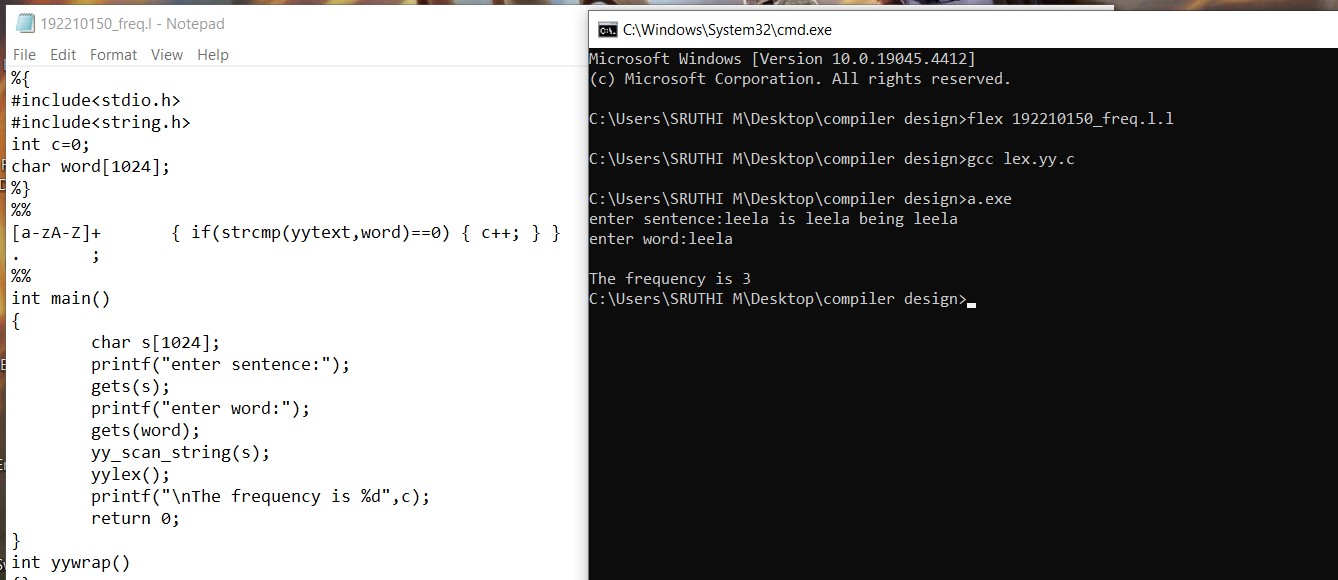 192210150_freq.l - Notepad
File Edit Format View Help
%{
#include<stdio.h>
#include<string.h>
int c=0;
char word[1024];
%}
%%
[a-zA-Z]+ { if(strcmp(yytext,word)==0) { c++; } }
. ;
%%
int main()
{
char s[1024];
printf("enter sentence:");
gets(s);
printf("enter word:");
gets(word);
yy_scan_string(s);
yylex();
printf("\nThe frequency is %d",c);
return 0;
}
int yywrap()
C:\Windows\System32\cmd.exe
Microsoft Windows [Version 10.0.19045.4412]
(c) Microsoft Corporation. All rights reserved.
C:\Users\SRUTHI M\Desktop\compiler design>flex 192210150_freq.l.l
C:\Users\SRUTHI M\Desktop\compiler design>gcc lex.yy.c
C:\Users\SRUTHI M\Desktop\compiler design>a.exe
enter sentence:leela is leela being leela
enter word:leela
The frequency is 3
C:\Users\SRUTHI M\Desktop\compiler design>